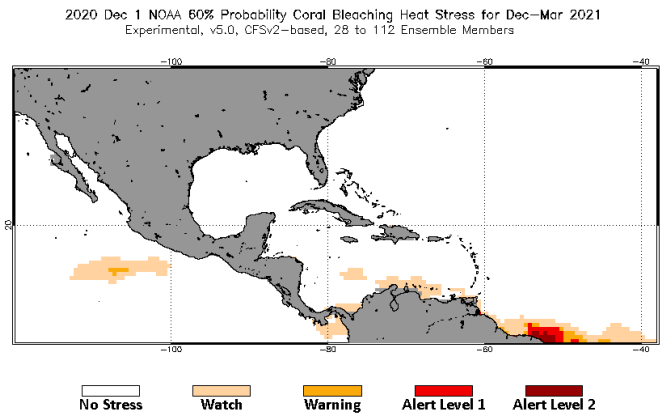 2020 Dec 1 NOAA 60% Probability Coral Bleaching Heat Stress for Dec-Mar 2021
Experimental, v5.0, CFSv2-based, 28 to 112 Ensemble Members
-100 -80 -60 -40
20
-100 -80 -60 -40
No Stress Watch Warning Alert Level 1 Alert Level 2